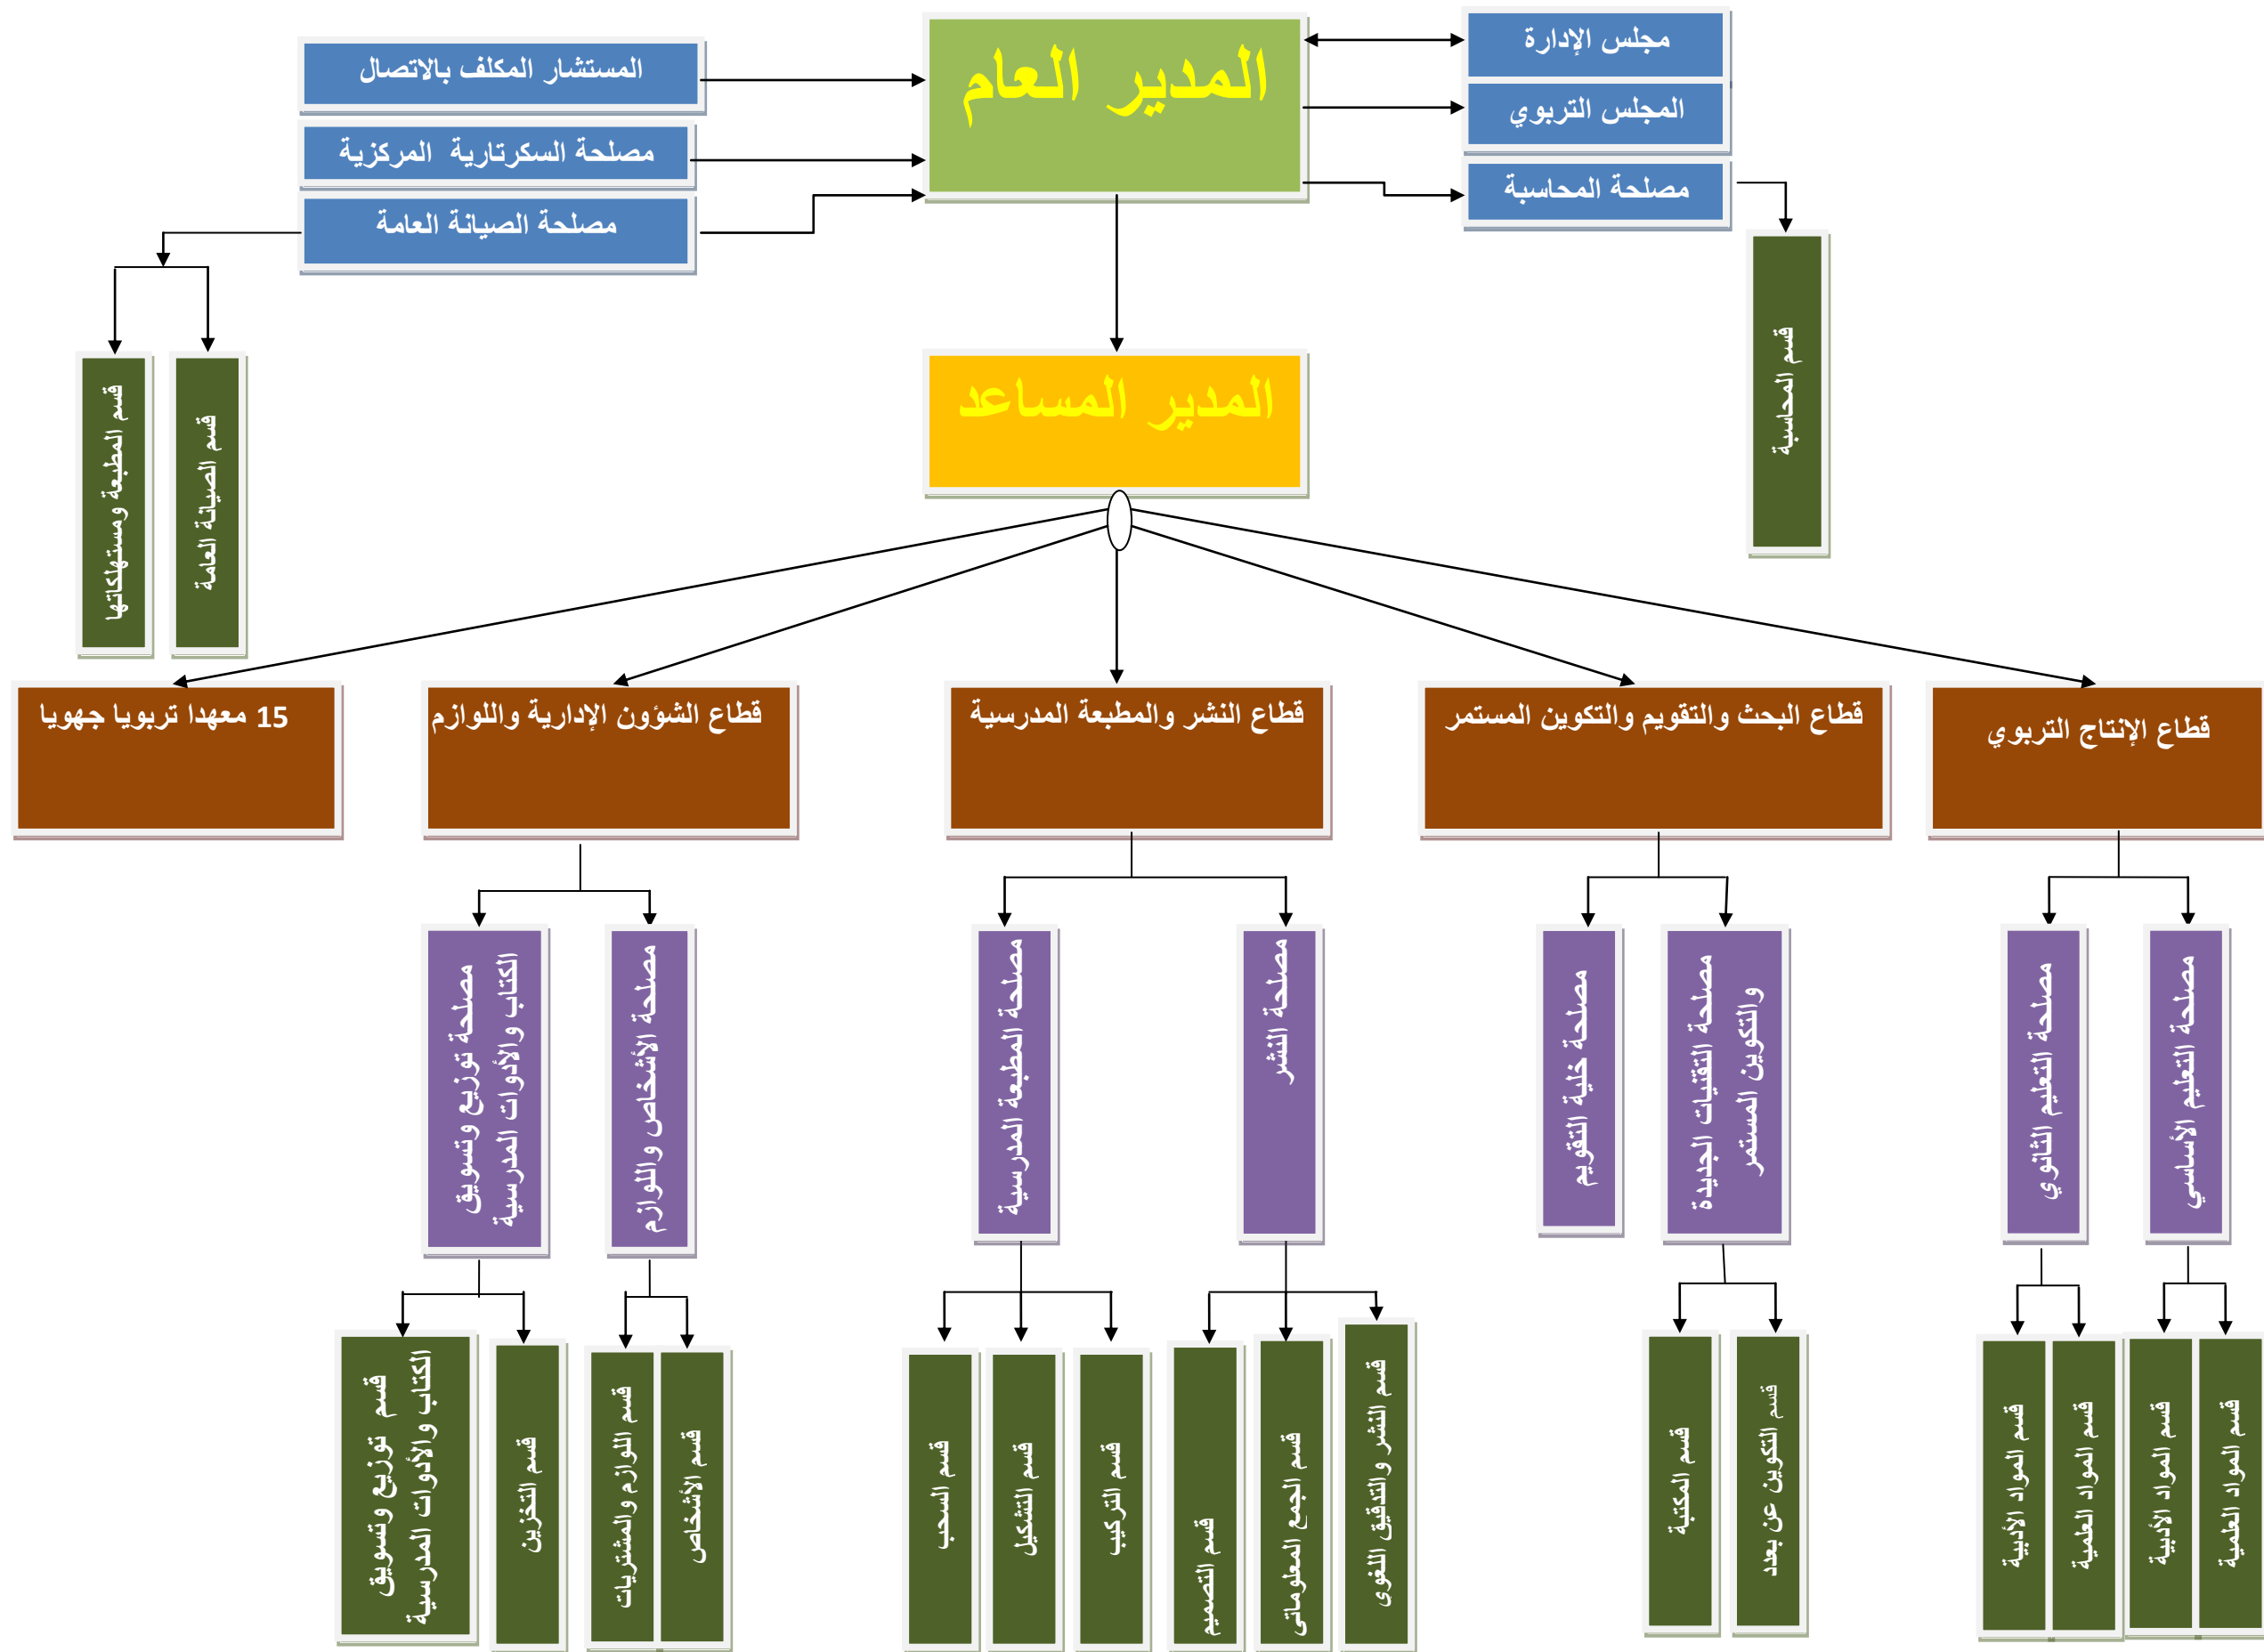 مجلس الإدارة
المدير العام
المستشار المكلف بالاتصال
المجلس التربوي
مصلحة السكرتارية المركزية
مصلحة المحاسبة
مصلحة الصيانة العامة
قسم المحاسبة
المدير المساعد
قسم الصيانة العامة
قسم المطبعة ومستهلكاتها
قطاع الإنتاج التربوي
قطاع البحث والتقويم والتكوين المستمر
قطاع النشر والمطبعة المدرسية
قطاع الشؤون الإدارية واللوازم
15 معهدا تربويا جهويا
مصلحة التعليم الأساسي
مصلحة التعليم الثانوي
مصلحة التقنيات الجديدة
والتكوين المستمر
مصلحة خلية التقويم
مصلحة النشر
مصلحة المطبعة المدرسية
مصلحة الأشخاص واللوازم
مصلحة توزيع وتسويق
الكتاب والأدوات المدرسية
قسم المواد العلمية
قسم المواد الأدبية
قسم المواد العلمية
قسم المواد الأدبية
قسم التكوين عن بعد
قسم المكتبة
قسم النشر والتدقيق اللغوي
قسم الجمع المعلوماتي
قسم التصميم
قسم التركيب
قسم التشكيل
قسم السحب
قسم الأشخاص
قسم اللوازم والمشتريات
قسم التخزين
قسم توزيع وتسويق
الكتاب والأدوات المدرسية